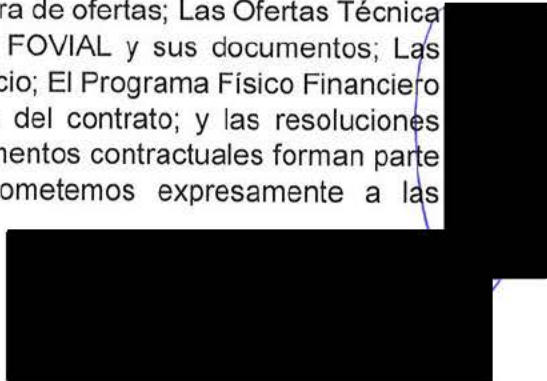 ra de ofertas; Las Ofertas Técnica
FOVIAL y sus documentos; Las
cio; El Programa Físico Financiero
del contrato; y las resoluciones
mentos contractuales forman parte
ometemos expresamente a las